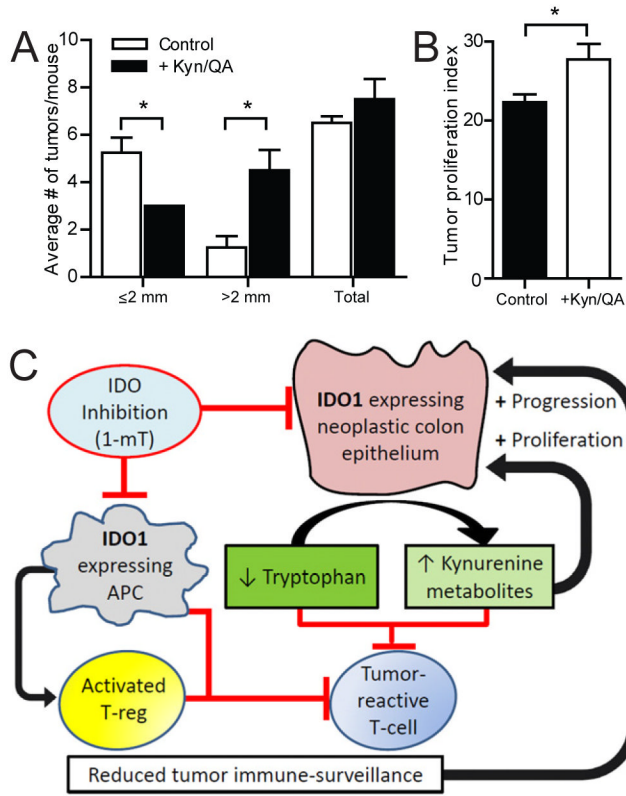 A
Average # of tumors/mouse
10
8
6
4
2
0
Control
+ Kyn/QA
*
*
≤2 mm
>2 mm
Total
B
Tumor proliferation index
30
20
10
0
*
Control
+Kyn/QA
C
IDO
Inhibition
(1-mT)
IDO1 expressing
neoplastic colon
epithelium
+ Progression
+ Proliferation
IDO1
expressing
APC
↓ Tryptophan
↑ Kynurenine
metabolites
Activated
T-reg
Tumor-
reactive
T-cell
Reduced tumor immune-surveillance